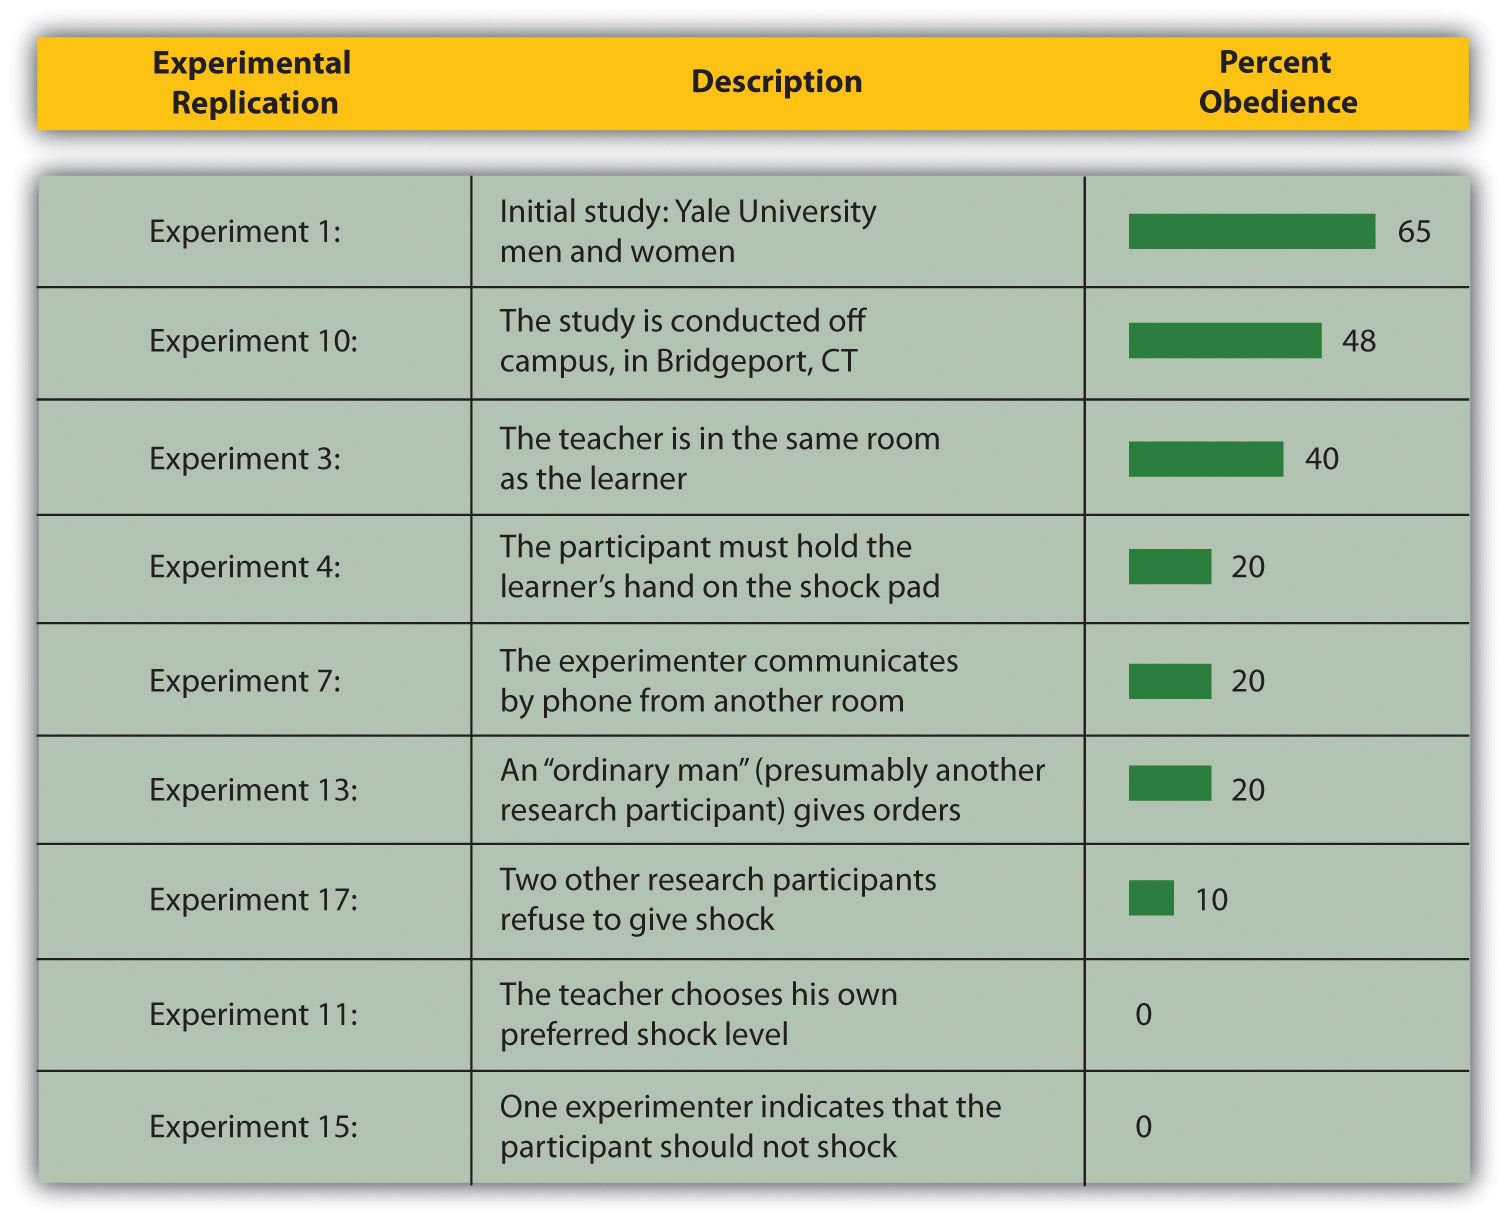 Experimental
Replication
Description
Percent
Obedience
Experiment 1:
Initial study: Yale University
men and women
65
Experiment 10:
The study is conducted off
campus, in Bridgeport, CT
48
Experiment 3:
The teacher is in the same room
as the learner
40
Experiment 4:
The participant must hold the
learner’s hand on the shock pad
20
Experiment 7:
The experimenter communicates
by phone from another room
20
Experiment 13:
An “ordinary man” (presumably another
research participant) gives orders
20
Experiment 17:
Two other research participants
refuse to give shock
10
Experiment 11:
The teacher chooses his own
preferred shock level
0
Experiment 15:
One experimenter indicates that the
participant should not shock
0